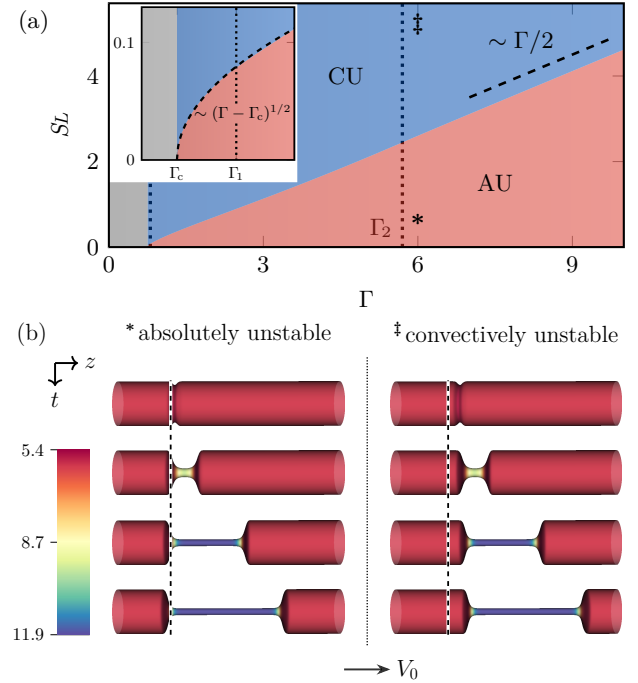 (a)
SL
4
2
0
0
3
6
9
Γ
CU
AU
‡
*
Γ₂
~ Γ/2
0.1
0
~ (Γ − Γc)^1/2
Γc
Γ₁
(b)
* absolutely unstable
‡ convectively unstable
z
t
5.4
8.7
11.9
V₀